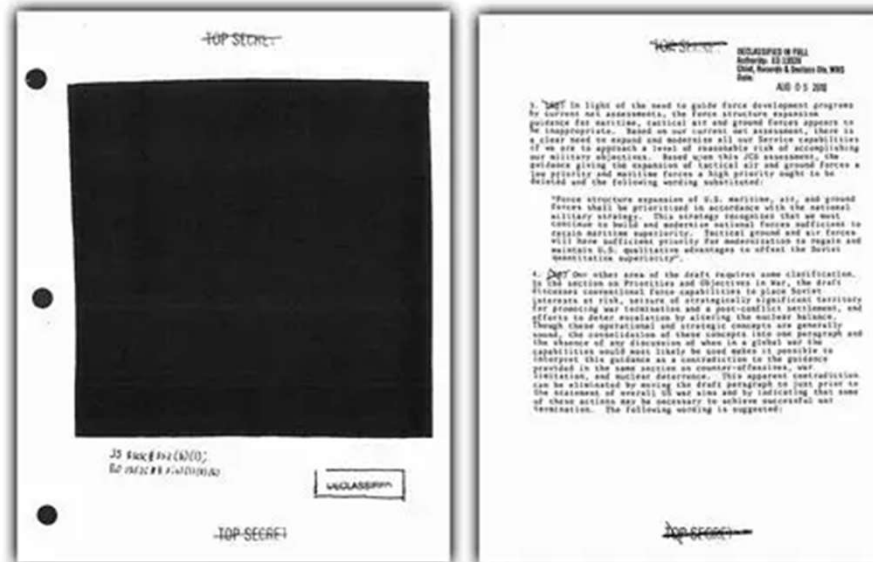 TOP SECRET
DECLASSIFIED
TOP SECRET
TOP SECRET
DECLASSIFIED IN FULL
Authority: EO 13526
Chief, Records & Declass Div, WHS
Date:
AUG 05 2010
3. In light of the need to guide force development programs
by current net assessments, the force structure expansion
guidance for maritime, tactical air and ground forces appears to
be inappropriate. Based on our current net assessment, there is
a clear need to expand and modernize all our Service capabilities
if we are to approach a level of reasonable risk of accomplishing
our military objectives. Based upon this JCS assessment, the
guidance giving the expansion of tactical air and ground forces a
low priority and maritime forces a high priority ought to be
deleted and the following wording substituted:
"Force structure expansion of U.S. maritime, air, and ground
forces shall be prioritized in accordance with the national
military strategy. This strategy recognizes that we must
continue to build and modernize national forces sufficient to
regain maritime superiority. Tactical ground and air forces
will have sufficient priority for modernization to regain and
maintain U.S. qualitative advantages to offset the Soviet
quantitative superiority".
4. One other area of the draft requires some clarification.
In the section on Priorities and Objectives in War, the draft
discusses conventional force capabilities to place Soviet
interests at risk, seizure of strategically significant territory
for promoting war termination and a post-conflict settlement, and
efforts to deter escalation by altering the nuclear balance.
Though these operational and strategic concepts are generally
sound, the consolidation of these concepts into one paragraph and
the absence of any discussion of when in a global war the
capabilities would most likely be used makes it possible to
interpret this guidance as a contradiction to the guidance
provided in the same section on counter-offensives, war
limitation, and nuclear deterrence. This apparent contradiction
can be eliminated by moving the draft paragraph to just prior to
the statement of overall US war aims and by indicating that some
of these actions may be necessary to achieve successful war
termination. The following wording is suggested:
TOP SECRET